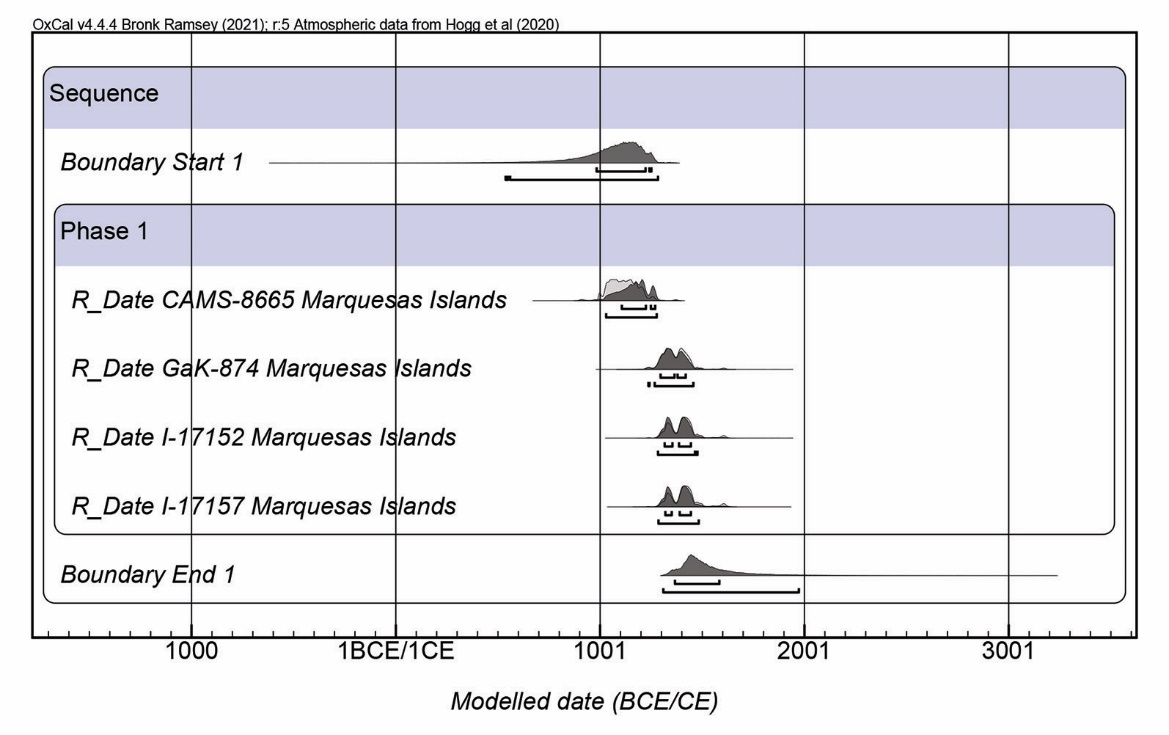 OxCal v4.4.4 Bronk Ramsey (2021); r:5 Atmospheric data from Hogg et al (2020)
Sequence
Boundary Start 1
Phase 1
R_Date CAMS-8665 Marquesas Islands
R_Date GaK-874 Marquesas Islands
R_Date I-17152 Marquesas Islands
R_Date I-17157 Marquesas Islands
Boundary End 1
1000 1BCE/1CE 1001 2001 3001
Modelled date (BCE/CE)